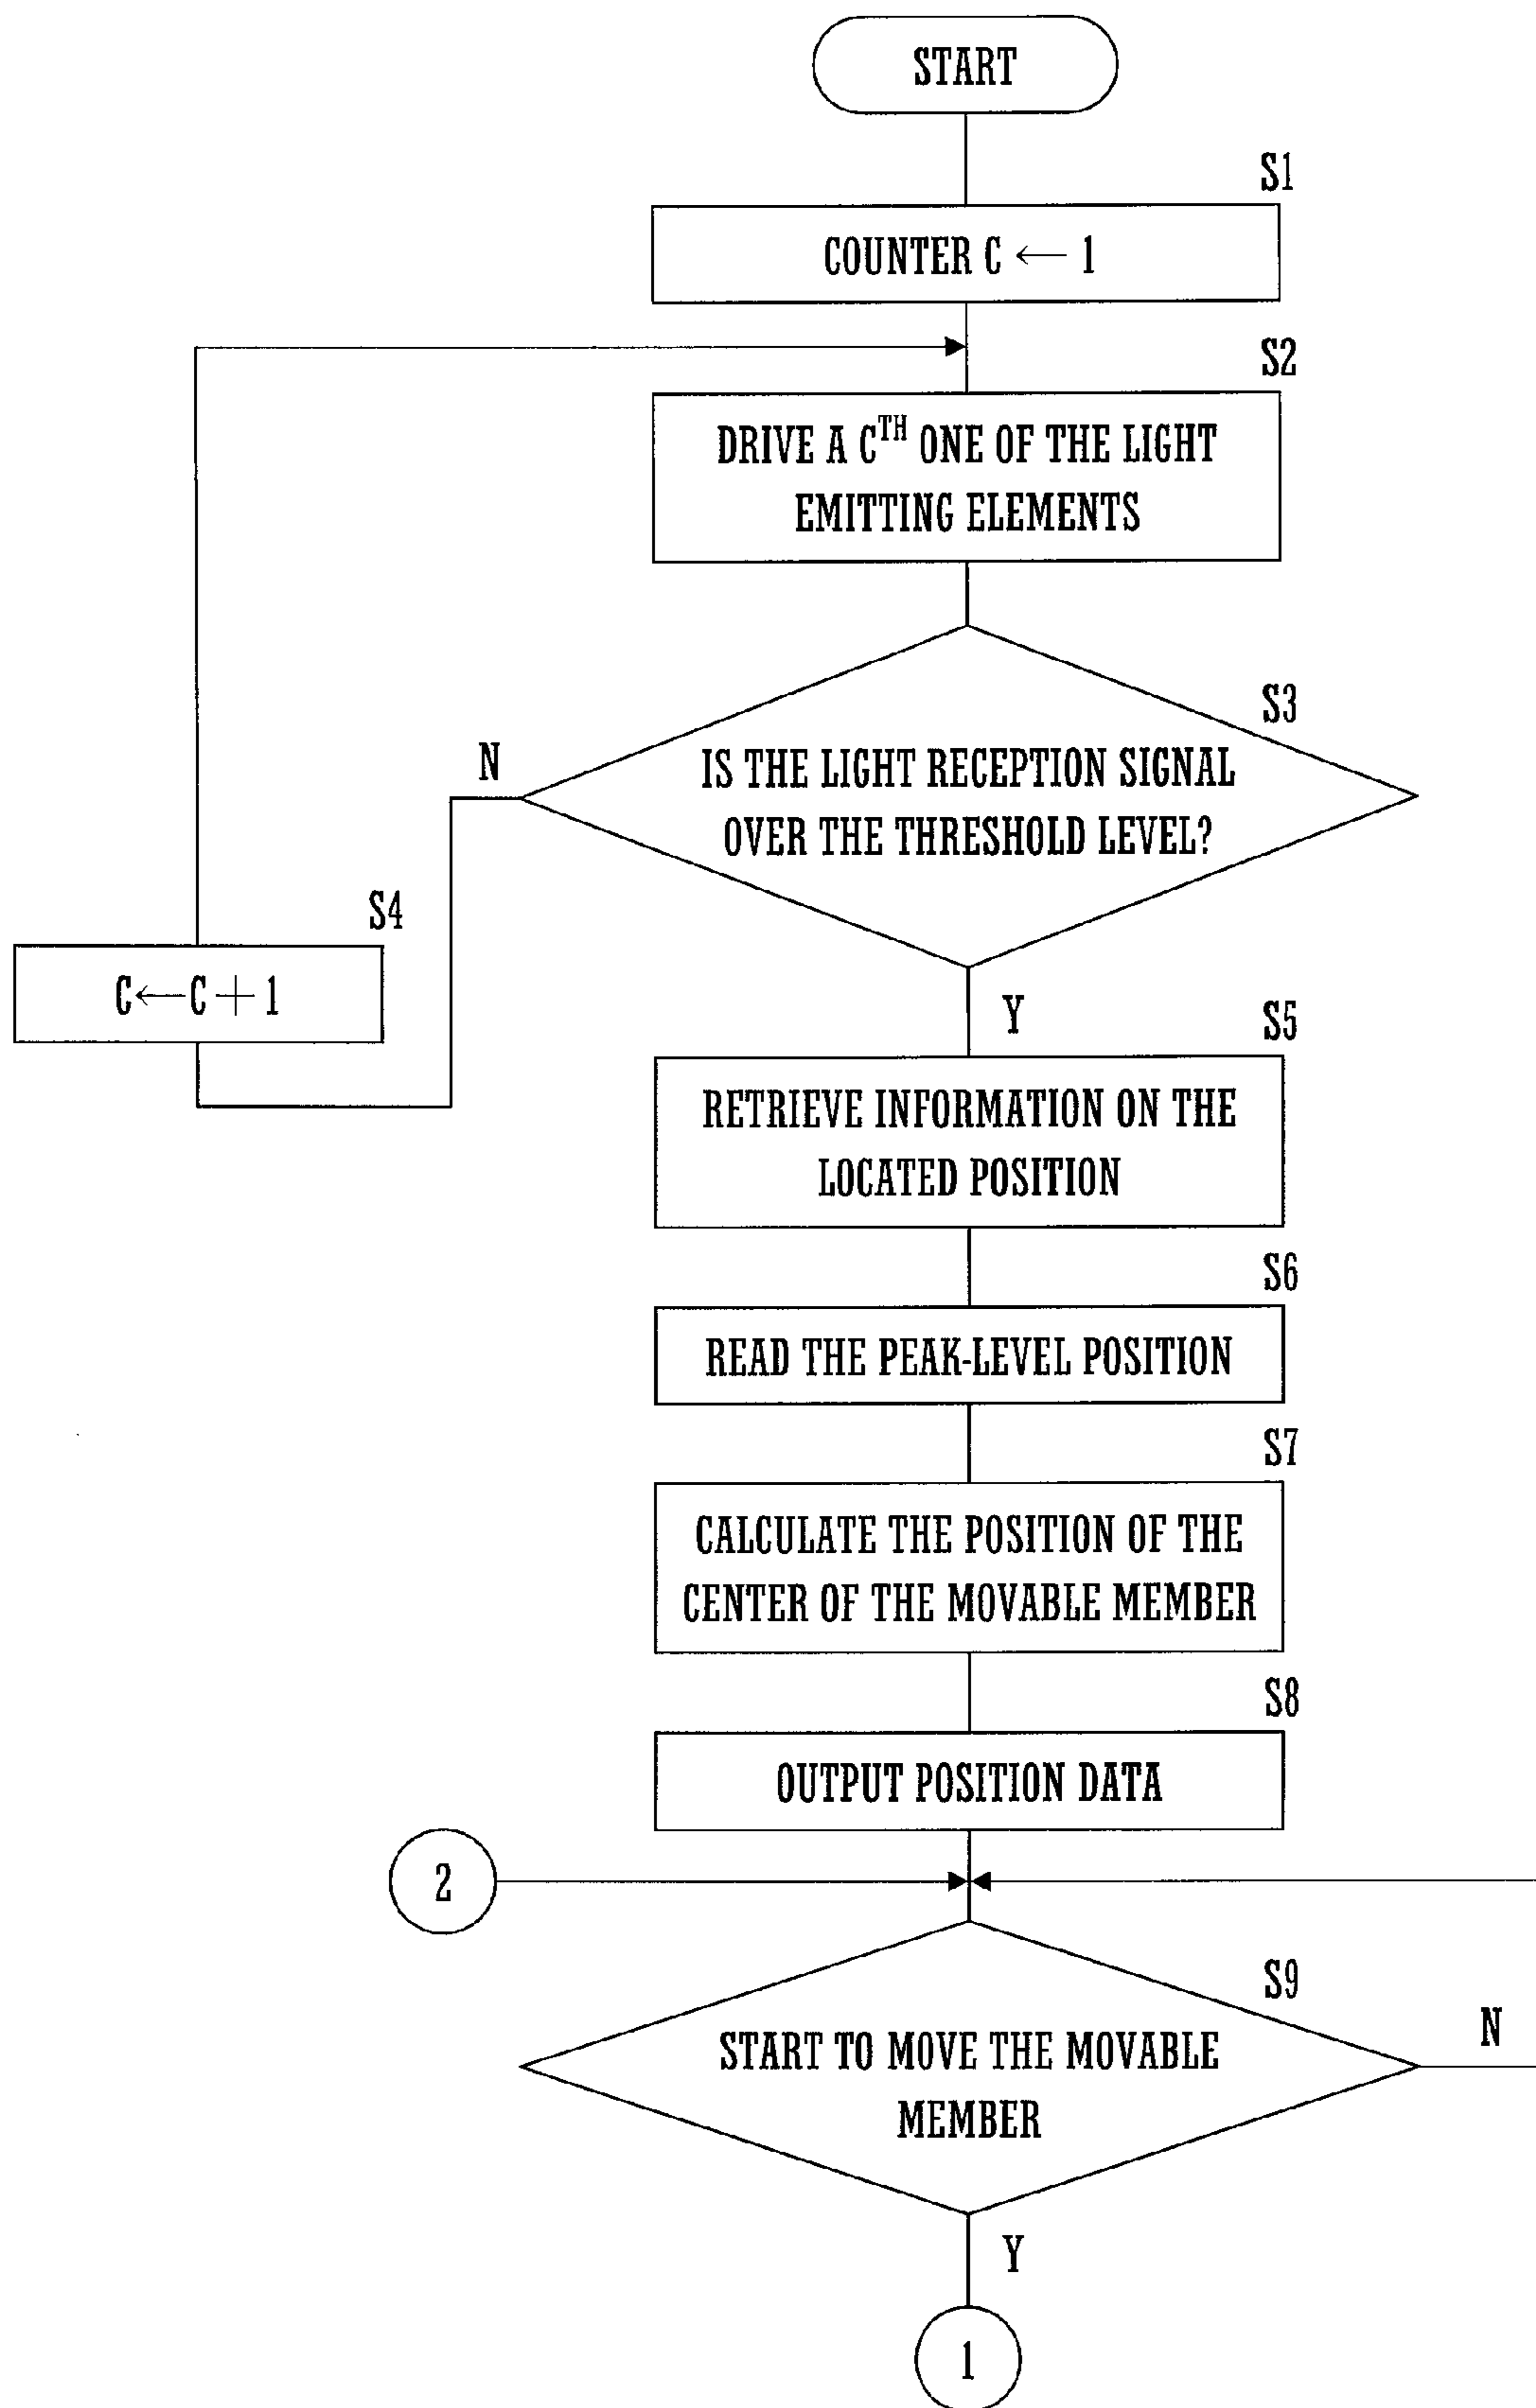 START
S1
COUNTER C ← 1
S2
DRIVE A Cᵀᴴ ONE OF THE LIGHT
EMITTING ELEMENTS
S3
IS THE LIGHT RECEPTION SIGNAL
OVER THE THRESHOLD LEVEL?
N
S4
C←C+1
Y
S5
RETRIEVE INFORMATION ON THE
LOCATED POSITION
S6
READ THE PEAK-LEVEL POSITION
S7
CALCULATE THE POSITION OF THE
CENTER OF THE MOVABLE MEMBER
S8
OUTPUT POSITION DATA
2
S9
START TO MOVE THE MOVABLE
MEMBER
N
Y
1